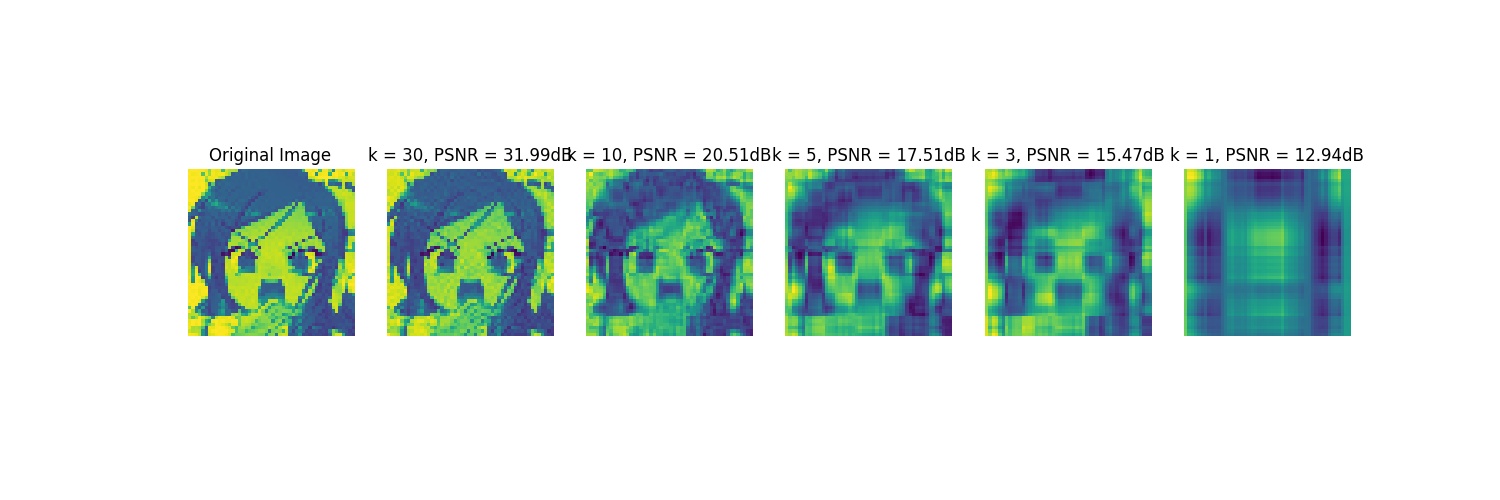 Original Image
k = 30, PSNR = 31.99dB
k = 10, PSNR = 20.51dB
k = 5, PSNR = 17.51dB
k = 3, PSNR = 15.47dB
k = 1, PSNR = 12.94dB